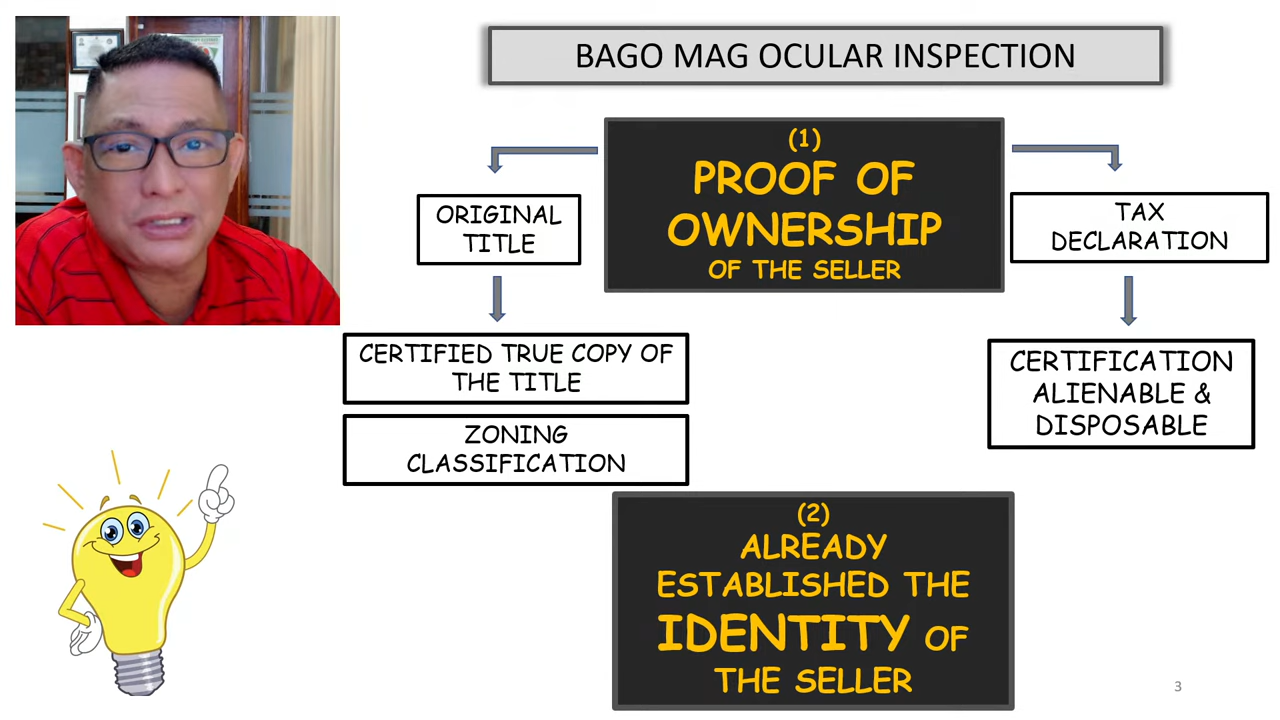 BAGO MAG OCULAR INSPECTION
(1)
PROOF OF
OWNERSHIP
OF THE SELLER
ORIGINAL
TITLE
TAX
DECLARATION
CERTIFIED TRUE COPY OF
THE TITLE
ZONING
CLASSIFICATION
CERTIFICATION
ALIENABLE &
DISPOSABLE
(2)
ALREADY
ESTABLISHED THE
IDENTITY OF
THE SELLER
3